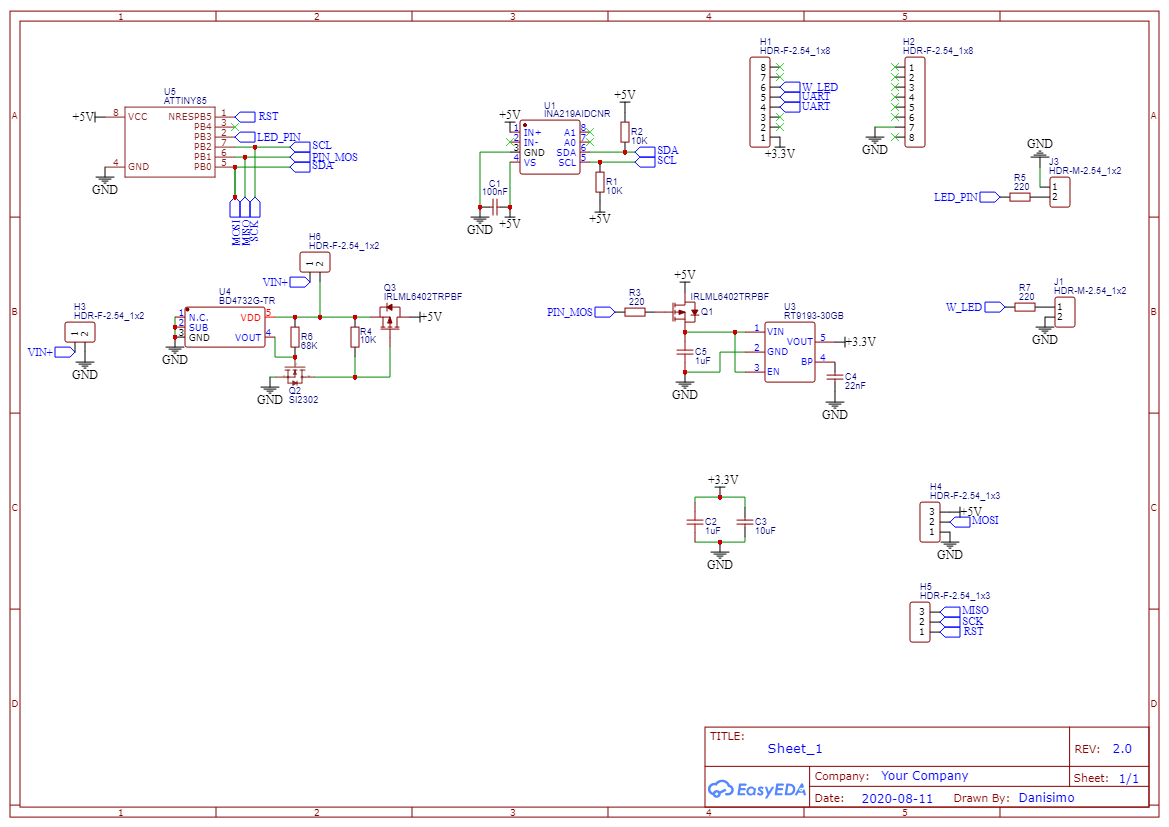 1 2 3 4 5
A A
B B
C C
D D
1 2 3 4 5
U5
ATTINY85
+5V
8 VCC
4 GND
GND
NRESPB5 1 RST
PB4 3
PB3 2 LED_PIN
PB2 7 SCL
PB1 6 PIN_MOS
PB0 5 SDA
MOSI
MISO
SCK
U1
INA219AIDCNR
+5V
1 IN+
2 IN-
3 GND
4 VS
A1 8
A0 7
SDA 6
SCL 5
+5V
R2
10K
SDA
SCL
R1
10K
+5V
C1
100nF
GND
+5V
H1
HDR-F-2.54_1x8
8
7
6 W_LED
5 UART
4 UART
3
2
1
+3.3V
H2
HDR-F-2.54_1x8
1
2
3
4
5
6
7
8
GND
GND
J3
HDR-M-2.54_1x2
1
2
LED_PIN
R5
220
H3
HDR-F-2.54_1x2
1 2
VIN+
GND
H6
HDR-F-2.54_1x2
1 2
VIN+
U4
BD4732G-TR
1 N.C.
2 SUB
3 GND
VDD 5
VOUT 4
GND
R6
68K
R4
10K
Q3
IRLML6402TRPBF
+5V
Q2
SI2302
GND
PIN_MOS
R3
220
+5V
IRLML6402TRPBF
Q1
C5
1uF
GND
U3
RT9193-30GB
1 VIN
2 GND
3 EN
VOUT 5
BP 4
+3.3V
C4
22nF
GND
W_LED
R7
220
J1
HDR-M-2.54_1x2
1
2
GND
+3.3V
C2
1uF
C3
10uF
GND
H4
HDR-F-2.54_1x3
3 +5V
2 MOSI
1
GND
H5
HDR-F-2.54_1x3
3 MISO
2 SCK
1 RST
TITLE:
Sheet_1
REV: 2.0
EasyEDA
Company: Your Company
Sheet: 1/1
Date: 2020-08-11 Drawn By: Danisimo